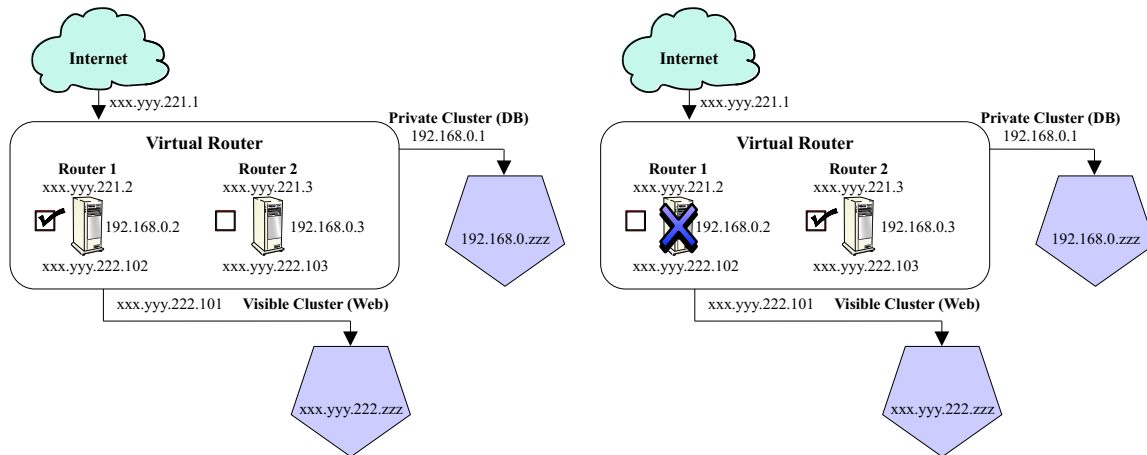 Internet
xxx.yyy.221.1
Private Cluster (DB)
192.168.0.1
Virtual Router
Router 1
Router 2
xxx.yyy.221.2
xxx.yyy.221.3
192.168.0.2
192.168.0.3
192.168.0.zzz
xxx.yyy.222.102
xxx.yyy.222.103
xxx.yyy.222.101
Visible Cluster (Web)
xxx.yyy.222.zzz
Internet
xxx.yyy.221.1
Private Cluster (DB)
192.168.0.1
Virtual Router
Router 1
Router 2
xxx.yyy.221.2
xxx.yyy.221.3
192.168.0.2
192.168.0.3
192.168.0.zzz
xxx.yyy.222.102
xxx.yyy.222.103
xxx.yyy.222.101
Visible Cluster (Web)
xxx.yyy.222.zzz